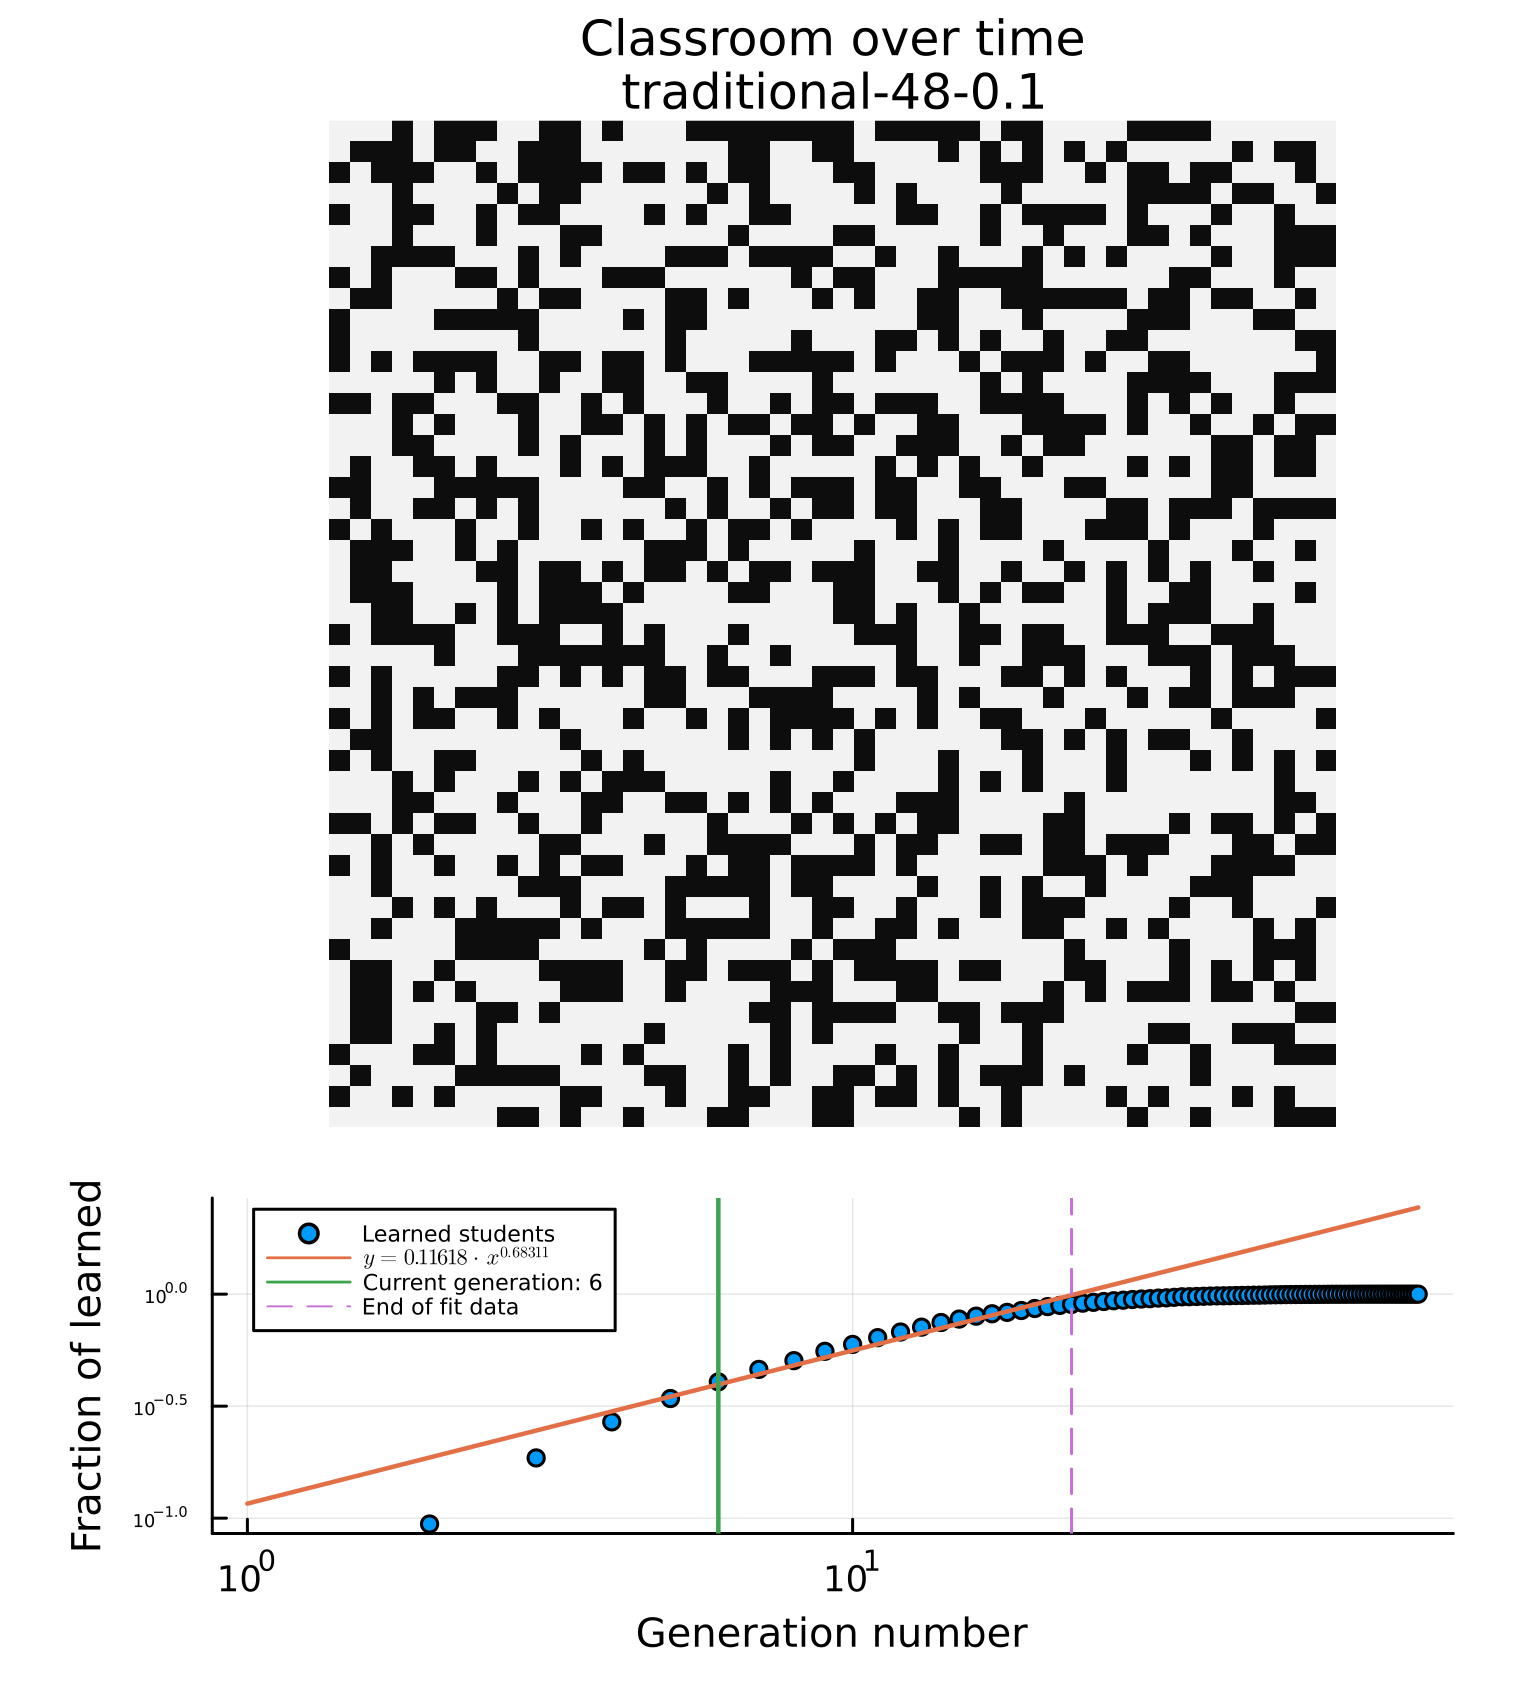 Classroom over time
traditional-48-0.1
Fraction of learned
Learned students
y = 0.11618 · x^0.68311
Current generation: 6
End of fit data
10^0.0
10^−0.5
10^−1.0
10^0
10^1
Generation number